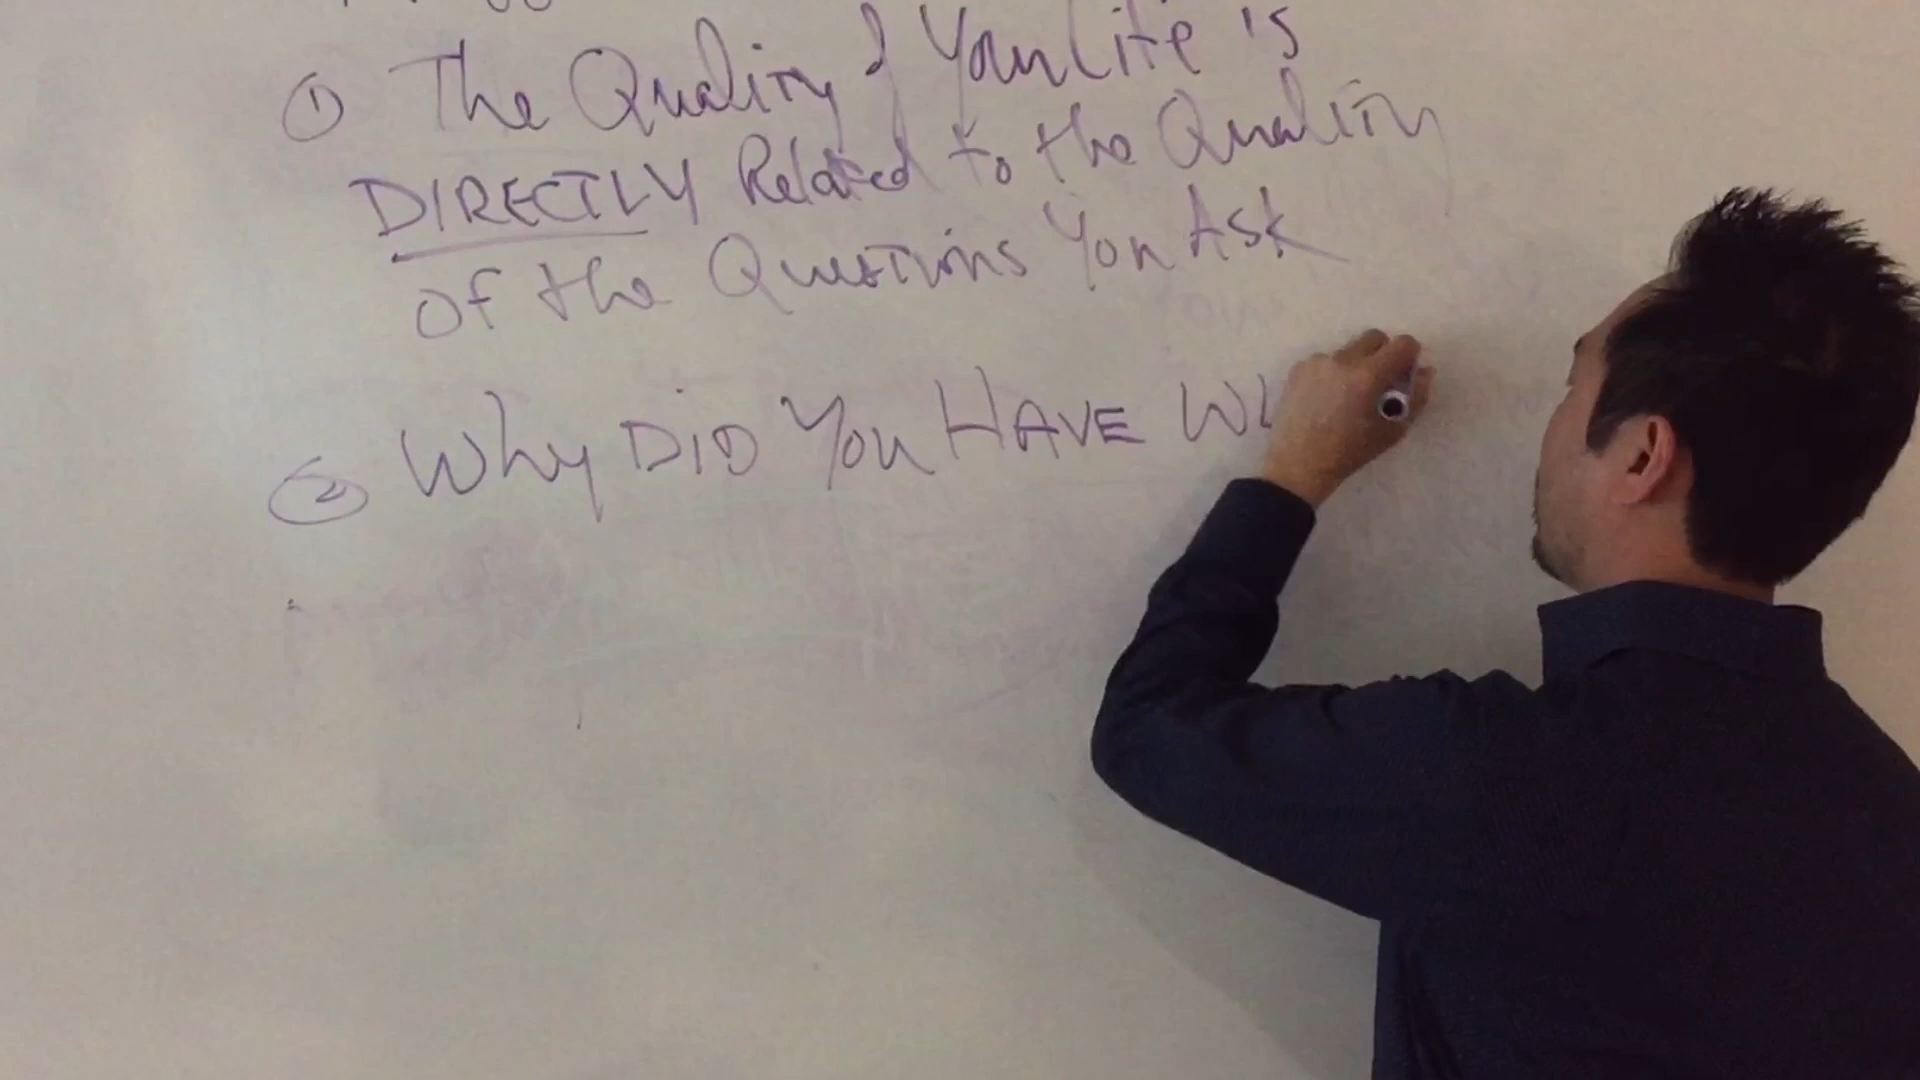 ① The Quality of Your Life is
DIRECTLY Related to the Quality
of the Questions You Ask
② Why DID You HAVE